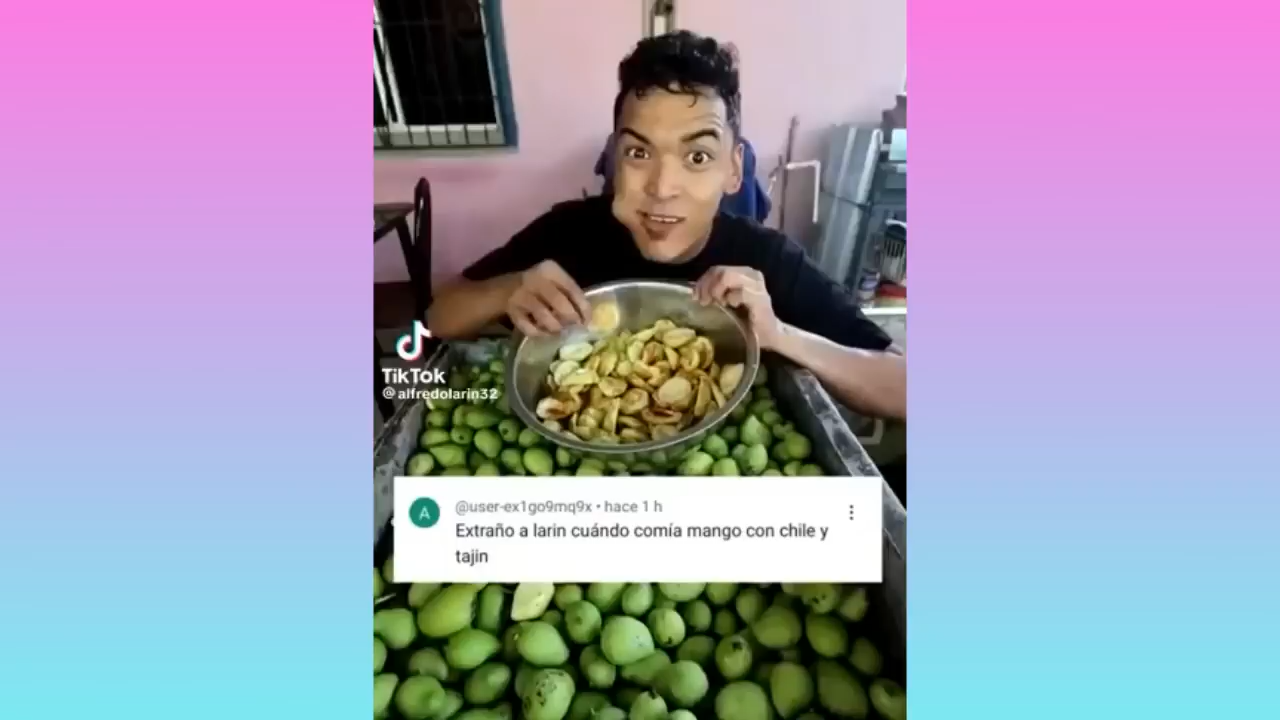 TikTok
@alfredolarin32
A
@user-ex1go9mq9x • hace 1 h
Extraño a larin cuándo comía mango con chile y
tajin